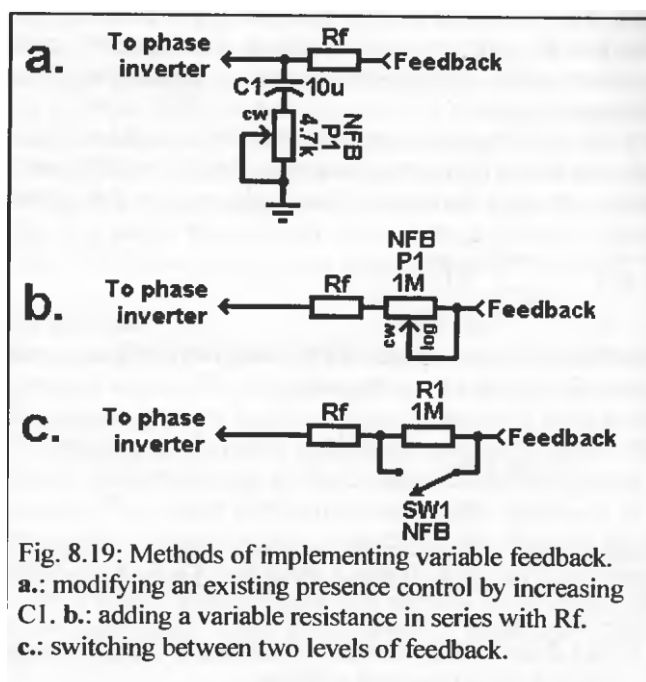 a.
To phase
inverter
Rf
Feedback
C1
10u
cw
NFB
P1
4.7k
b.
To phase
inverter
Rf
NFB
P1
1M
cw
log
Feedback
c.
To phase
inverter
Rf
R1
1M
Feedback
SW1
NFB
Fig. 8.19: Methods of implementing variable feedback.
a.: modifying an existing presence control by increasing
C1. b.: adding a variable resistance in series with Rf.
c.: switching between two levels of feedback.